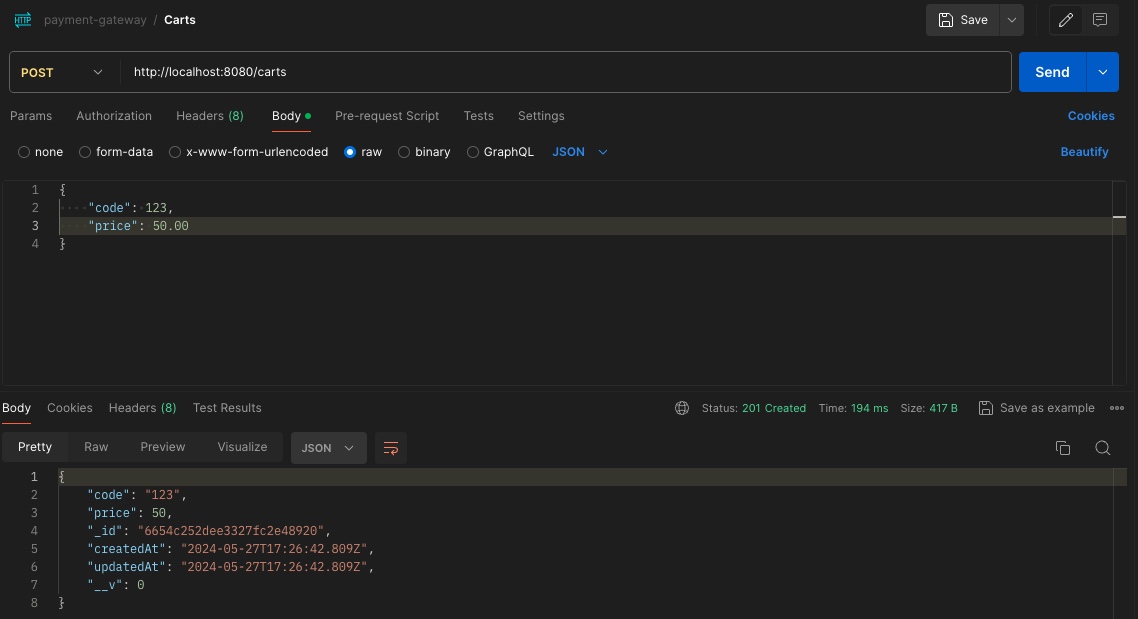 HTTP payment-gateway / Carts Save
POST http://localhost:8080/carts Send
Params Authorization Headers (8) Body Pre-request Script Tests Settings Cookies
none form-data x-www-form-urlencoded raw binary GraphQL JSON Beautify
1 {
2 "code": 123,
3 "price": 50.00
4 }
Body Cookies Headers (8) Test Results Status: 201 Created Time: 194 ms Size: 417 B Save as example
Pretty Raw Preview Visualize JSON
1 {
2 "code": "123",
3 "price": 50,
4 "_id": "6654c252dee3327fc2e48920",
5 "createdAt": "2024-05-27T17:26:42.809Z",
6 "updatedAt": "2024-05-27T17:26:42.809Z",
7 "__v": 0
8 }